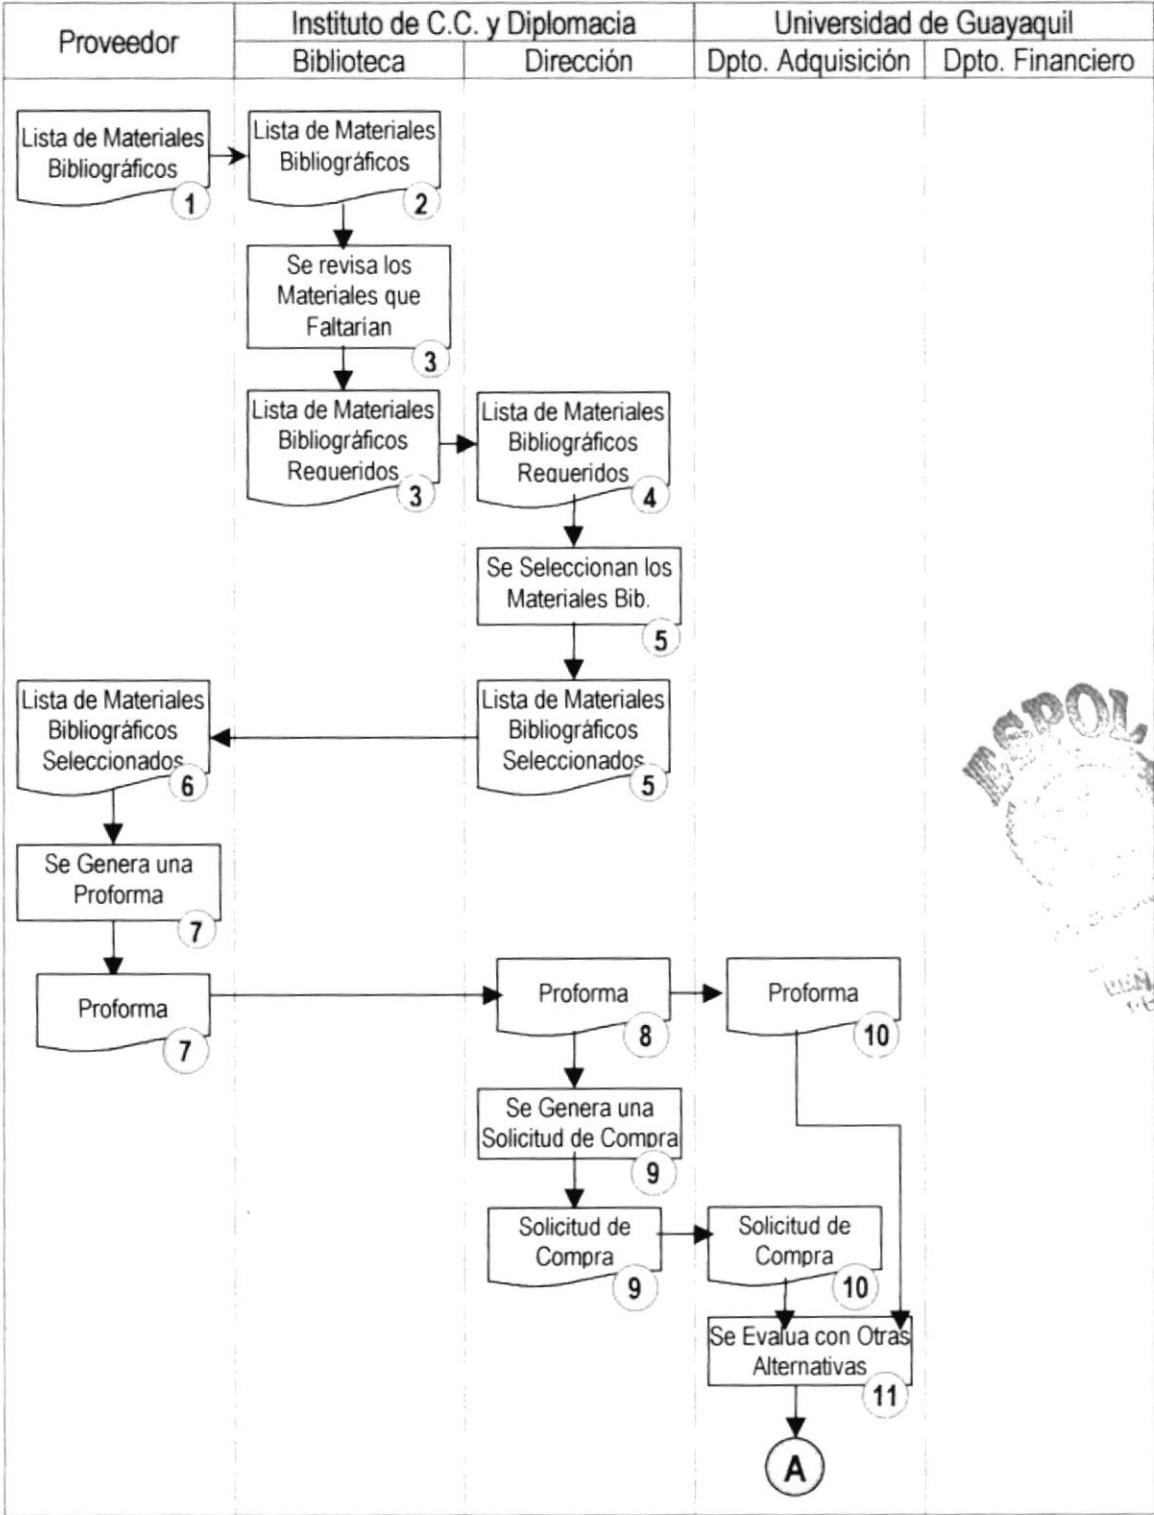 Proveedor
Instituto de C.C. y Diplomacia
Universidad de Guayaquil
Biblioteca
Dirección
Dpto. Adquisición
Dpto. Financiero
Lista de Materiales
Bibliográficos
1
Lista de Materiales
Bibliográficos
2
Se revisa los
Materiales que
Faltarían
3
Lista de Materiales
Bibliográficos
Requeridos
3
Lista de Materiales
Bibliográficos
Requeridos
4
Se Seleccionan los
Materiales Bib.
5
Lista de Materiales
Bibliográficos
Seleccionados
6
Lista de Materiales
Bibliográficos
Seleccionados
5
ESPOL
Se Genera una
Proforma
7
Proforma
7
Proforma
8
Proforma
10
Se Genera una
Solicitud de Compra
9
Solicitud de
Compra
9
Solicitud de
Compra
10
Se Evalua con Otras
Alternativas
11
A